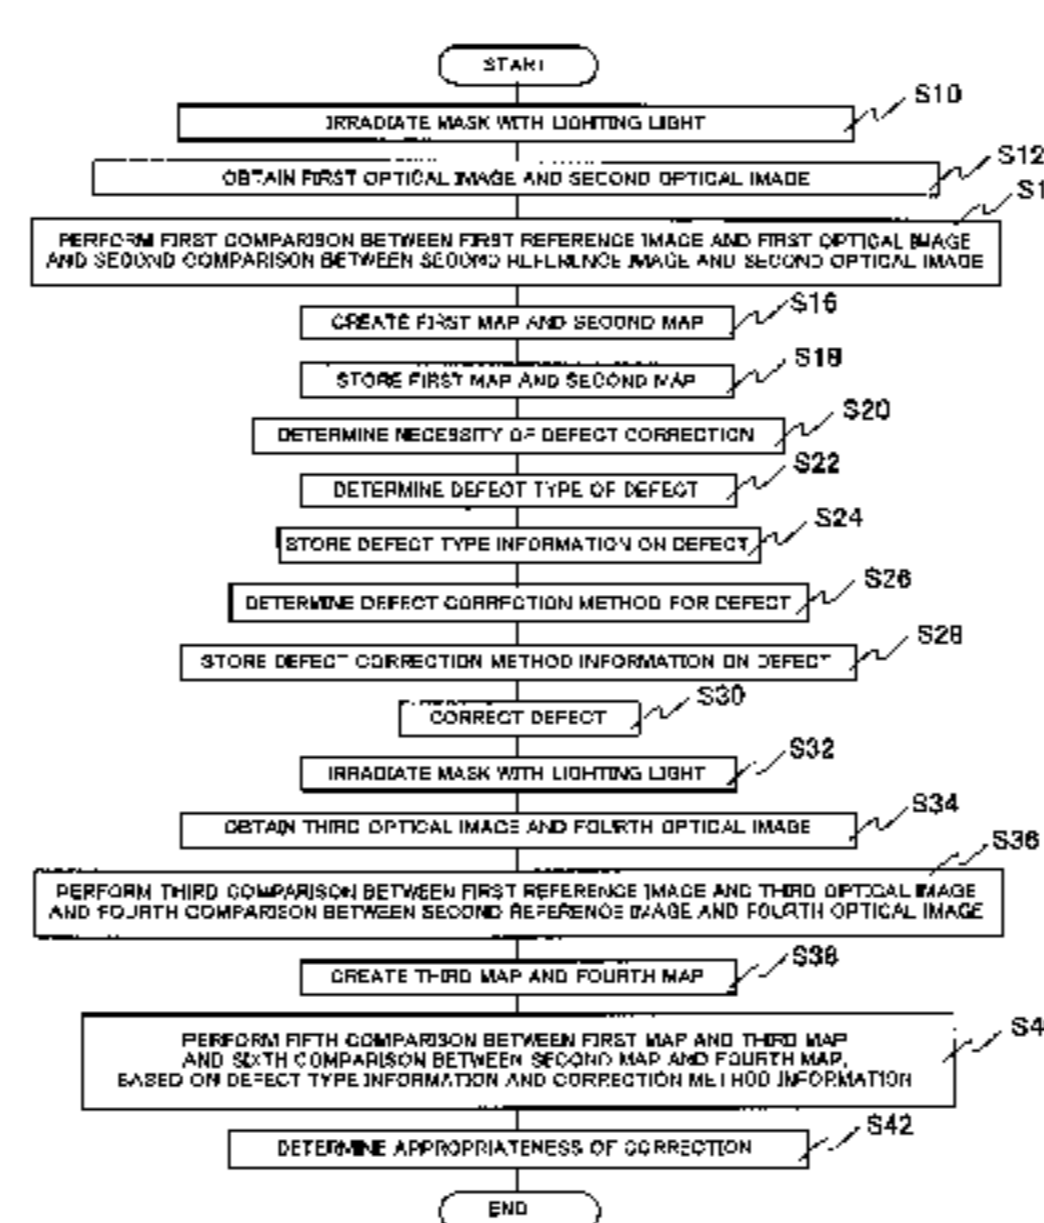 START
S10
IRRADIATE MASK WITH LIGHTING LIGHT
S12
OBTAIN FIRST OPTICAL IMAGE AND SECOND OPTICAL IMAGE
S1
PERFORM FIRST COMPARISON BETWEEN FIRST REFERENCE IMAGE AND FIRST OPTICAL IMAGE
AND SECOND COMPARISON BETWEEN SECOND REFERENCE IMAGE AND SECOND OPTICAL IMAGE
S16
CREATE FIRST MAP AND SECOND MAP
S18
STORE FIRST MAP AND SECOND MAP
S20
DETERMINE NECESSITY OF DEFECT CORRECTION
S22
DETERMINE DEFECT TYPE OF DEFECT
S24
STORE DEFECT TYPE INFORMATION ON DEFECT
S26
DETERMINE DEFECT CORRECTION METHOD FOR DEFECT
S28
STORE DEFECT CORRECTION METHOD INFORMATION ON DEFECT
S30
CORRECT DEFECT
S32
IRRADIATE MASK WITH LIGHTING LIGHT
S34
OBTAIN THIRD OPTICAL IMAGE AND FOURTH OPTICAL IMAGE
S36
PERFORM THIRD COMPARISON BETWEEN FIRST REFERENCE IMAGE AND THIRD OPTICAL IMAGE
AND FOURTH COMPARISON BETWEEN SECOND REFERENCE IMAGE AND FOURTH OPTICAL IMAGE
S38
CREATE THIRD MAP AND FOURTH MAP
S4
PERFORM FIFTH COMPARISON BETWEEN FIRST MAP AND THIRD MAP
AND SIXTH COMPARISON BETWEEN SECOND MAP AND FOURTH MAP,
BASED ON DEFECT TYPE INFORMATION AND CORRECTION METHOD INFORMATION
S42
DETERMINE APPROPRIATENESS OF CORRECTION
END